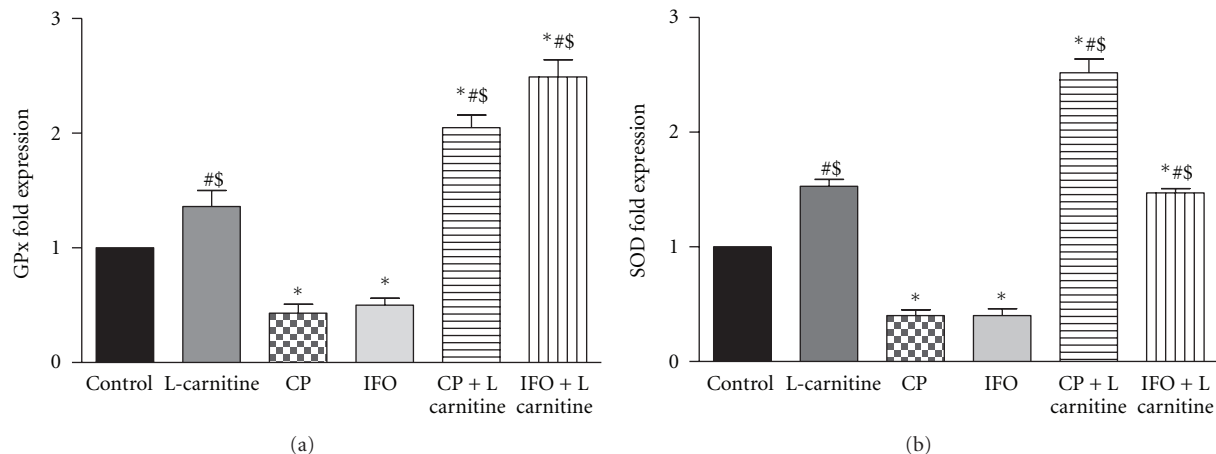 GPx fold expression
3
2
1
0
#$
*
*
*#$
*#$
Control
L-carnitine
CP
IFO
CP + L
carnitine
IFO + L
carnitine
(a)
SOD fold expression
3
2
1
0
#$
*
*
*#$
*#$
Control
L-carnitine
CP
IFO
CP + L
carnitine
IFO + L
carnitine
(b)